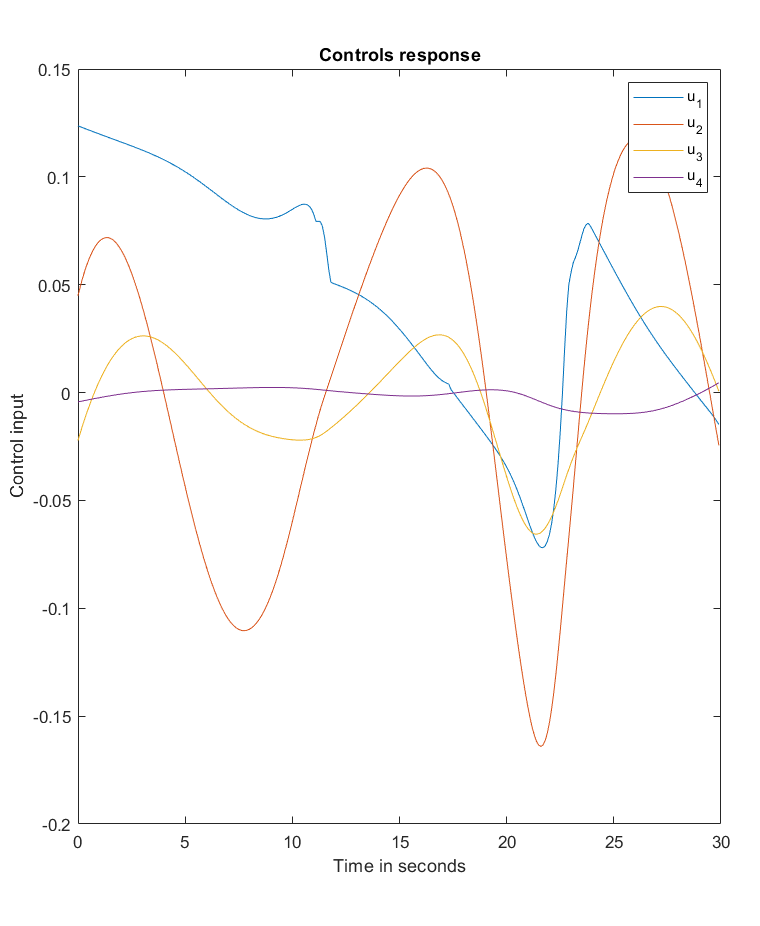 Controls response
0.15
0.1
0.05
0
-0.05
-0.1
-0.15
-0.2
Control input
u1
u2
u3
u4
0 5 10 15 20 25 30
Time in seconds